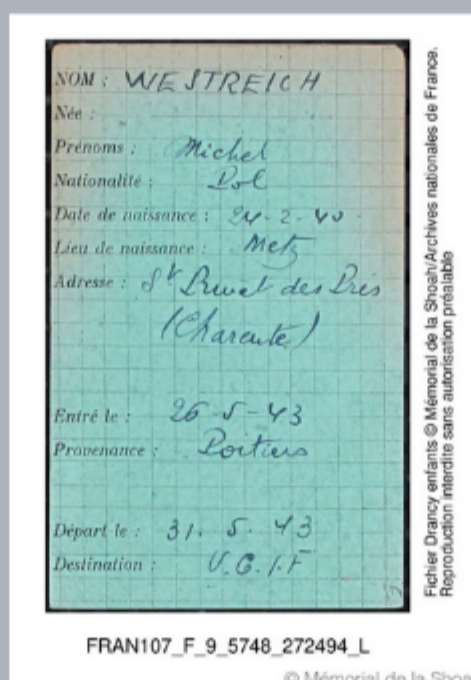 NOM : WESTREICH
Née :
Prénoms : Michel
Nationalité : Pol
Date de naissance : 24-2-40
Lieu de naissance : Metz
Adresse : St Privat des Prés
(Charente)
Entré le : 26-5-43
Provenance : Poitiers
Départ le : 31. 5. 43
Destination : U.G.I.F
Fichier Drancy enfants © Mémorial de la Shoah/Archives nationales de France.
Reproduction interdite sans autorisation préalable
FRAN107_F_9_5748_272494_L
© Mémorial de la Shoa